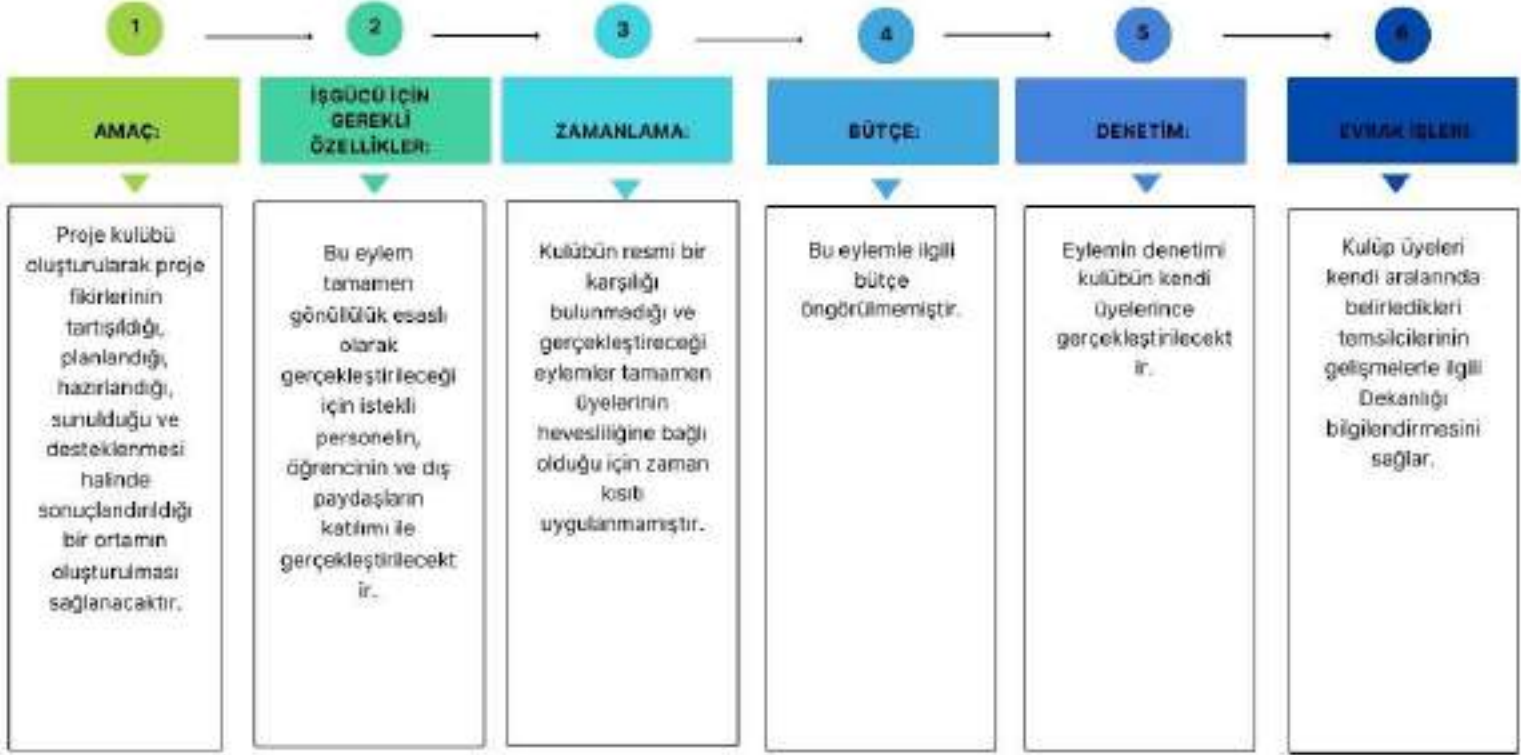 1
2
3
4
5
6
AMAÇ:
İŞGÜCÜ İÇİN
GEREKLİ
ÖZELLİKLER:
ZAMANLAMA:
BÜTÇE:
DENETİM:
EVRAK İŞLERİ:
Proje kulübü
oluşturularak proje
fikirlerinin
tartışıldığı,
planlandığı,
hazırlandığı,
sunulduğu ve
desteklenmesi
halinde
sonuçlandırıldığı
bir ortamın
oluşturulması
sağlanacaktır.
Bu eylem
tamamen
gönüllülük esaslı
olarak
gerçekleştirileceği
için istekli
personelin,
öğrencinin ve dış
paydaşların
katılımı ile
gerçekleştirilecekt
ir.
Kulübün resmi bir
karşılığı
bulunmadığı ve
gerçekleştireceği
eylemler tamamen
üyelerinin
hevesliliğine bağlı
olduğu için zaman
kısıtı
uygulanmamıştır.
Bu eylemle ilgili
bütçe
öngörülmemiştir.
Eylemin denetimi
kulübün kendi
üyelerince
gerçekleştirilecekt
ir.
Kulüp üyeleri
kendi aralarında
belirledikleri
temsilcilerinin
gelişmelerle ilgili
Dekanlığı
bilgilendirmesini
sağlar.